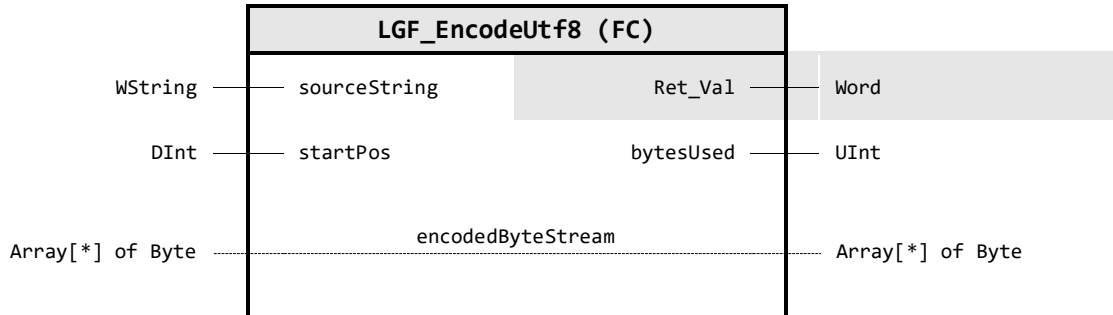 LGF_EncodeUtf8 (FC)
WString sourceString Ret_Val Word
DInt startPos bytesUsed UInt
encodedByteStream
Array[*] of Byte Array[*] of Byte